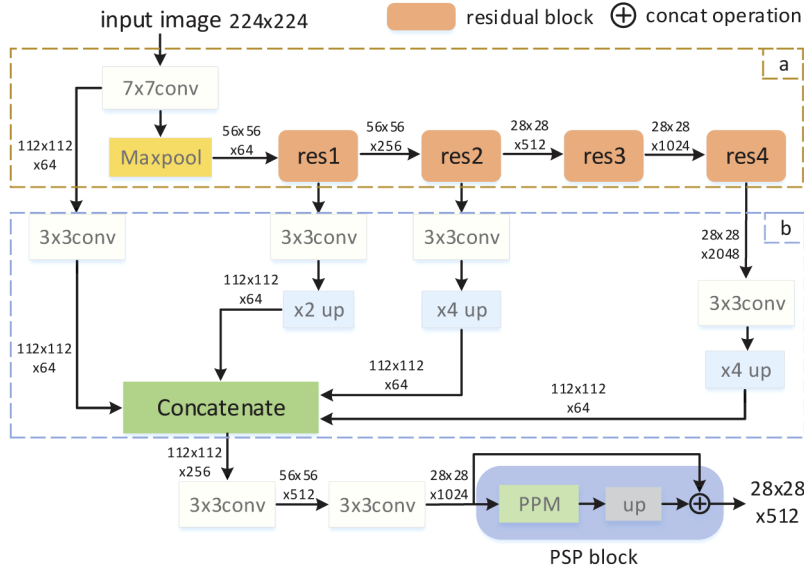 input image 224x224
residual block
concat operation
a
7x7conv
112x112
x64
Maxpool
56x56
x64
res1
56x56
x256
res2
28x28
x512
res3
28x28
x1024
res4
b
3x3conv
3x3conv
3x3conv
28x28
x2048
3x3conv
112x112
x64
x2 up
x4 up
x4 up
112x112
x64
112x112
x64
112x112
x64
Concatenate
112x112
x256
3x3conv
56x56
x512
3x3conv
28x28
x1024
PPM
up
28x28
x512
PSP block